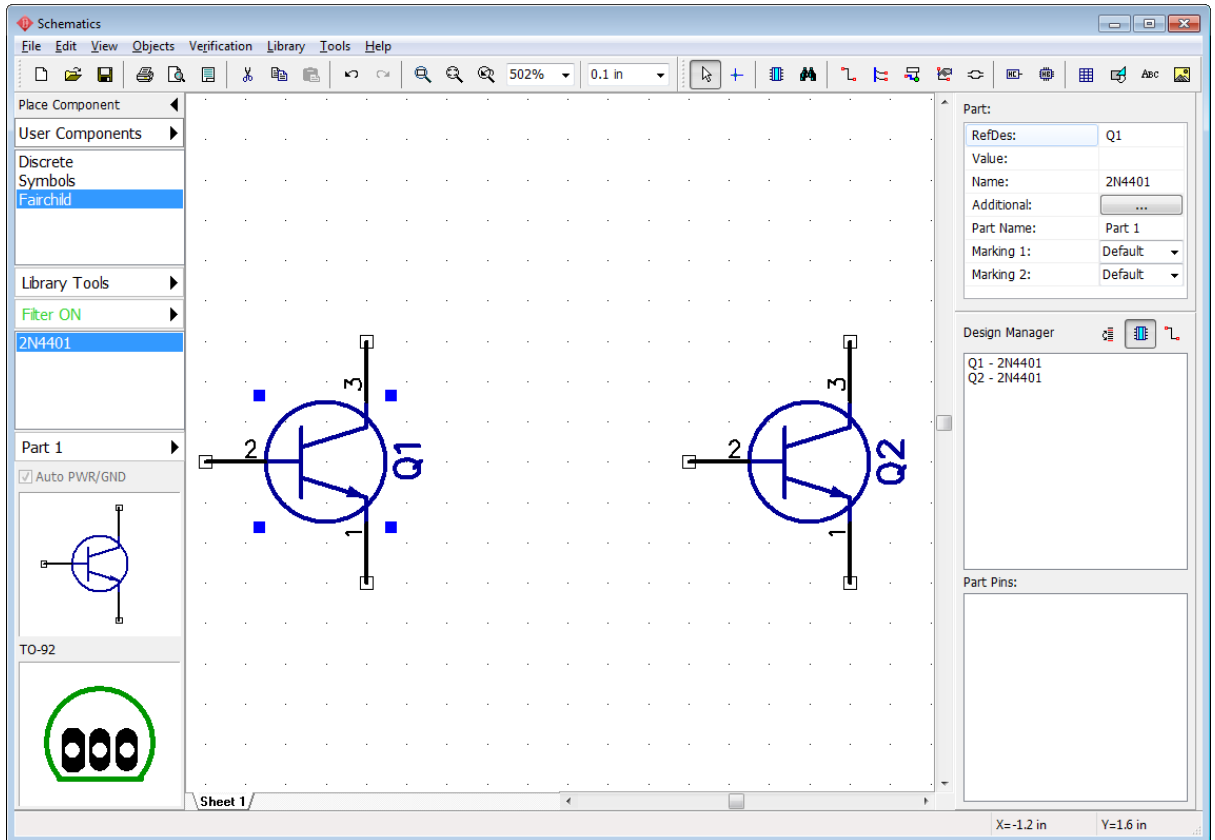 Schematics
File Edit View Objects Verification Library Tools Help
502% 0.1 in ABC
Place Component
User Components
Discrete
Symbols
Fairchild
Library Tools
Filter ON
2N4401
Part 1
Auto PWR/GND
TO-92
3
2
Q1
1
3
2
Q2
1
Sheet 1
Part:
RefDes: Q1
Value:
Name: 2N4401
Additional: ...
Part Name: Part 1
Marking 1: Default
Marking 2: Default
Design Manager
Q1 - 2N4401
Q2 - 2N4401
Part Pins:
X=-1.2 in Y=1.6 in